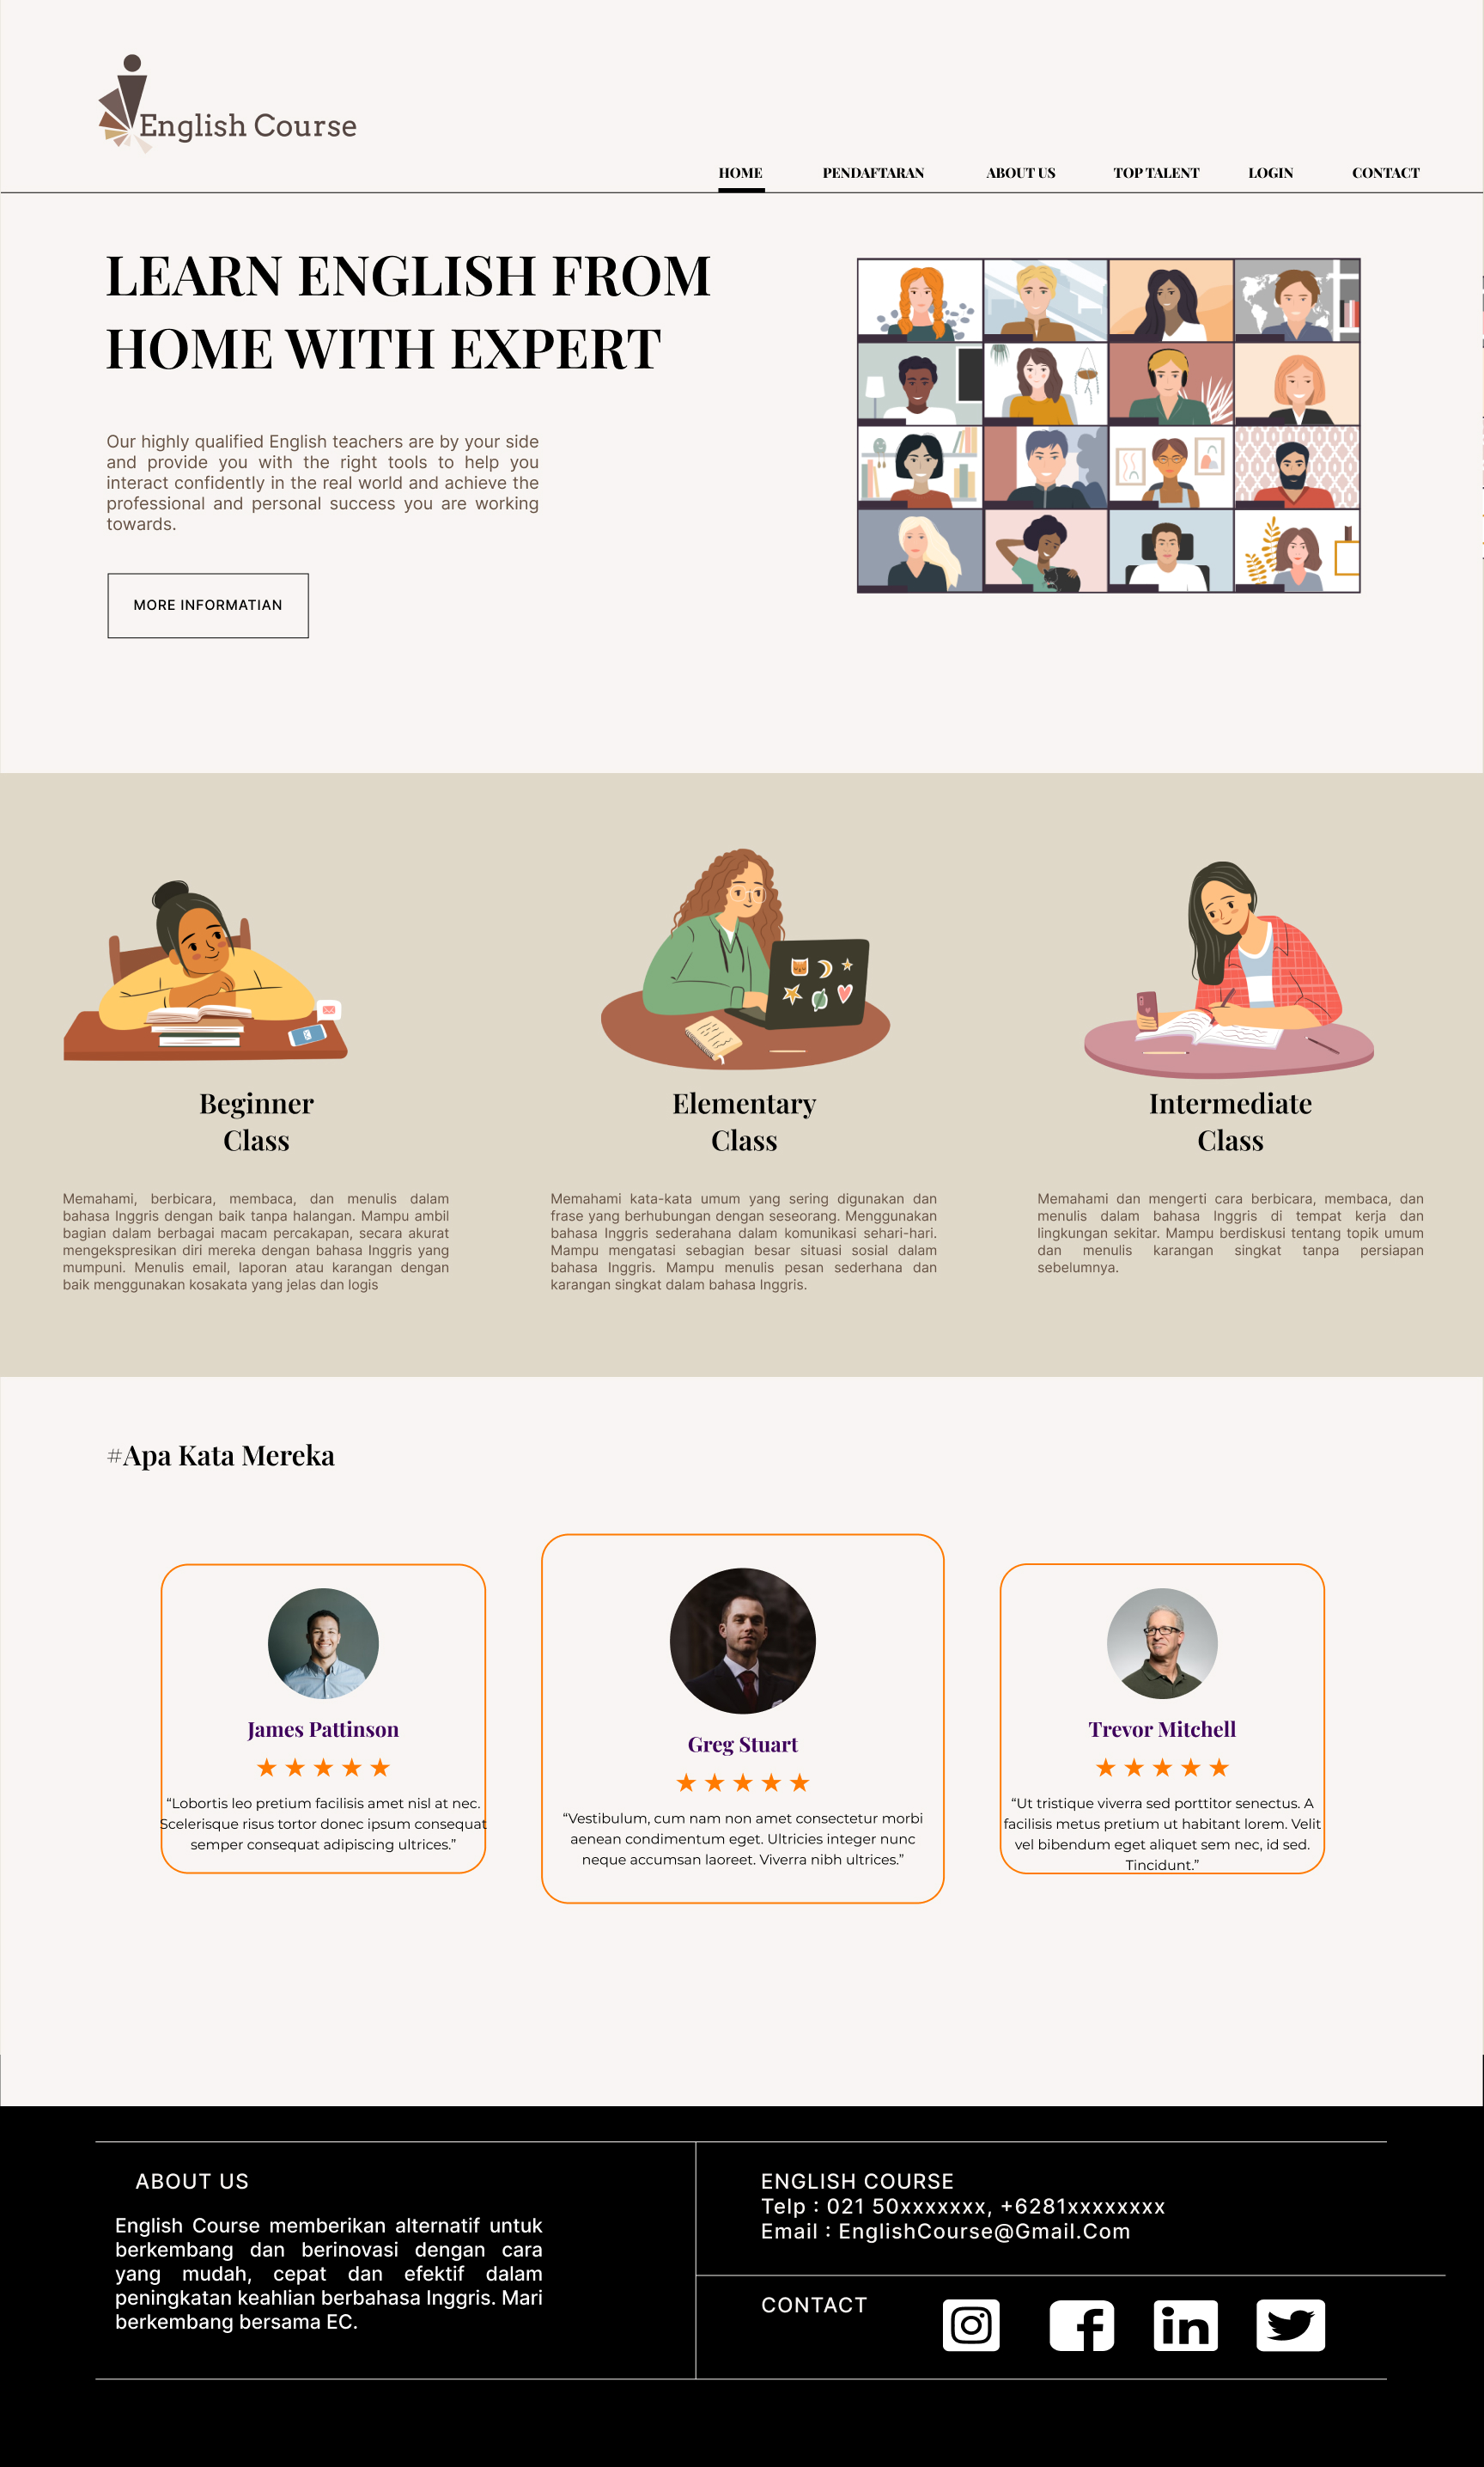 English Course
HOME PENDAFTARAN ABOUT US TOP TALENT LOGIN CONTACT
LEARN ENGLISH FROM
HOME WITH EXPERT
Our highly qualified English teachers are by your side
and provide you with the right tools to help you
interact confidently in the real world and achieve the
professional and personal success you are working
towards.
MORE INFORMATIAN
Beginner
Class
Memahami, berbicara, membaca, dan menulis dalam
bahasa Inggris dengan baik tanpa halangan. Mampu ambil
bagian dalam berbagai macam percakapan, secara akurat
mengekspresikan diri mereka dengan bahasa Inggris yang
mumpuni. Menulis email, laporan atau karangan dengan
baik menggunakan kosakata yang jelas dan logis
Elementary
Class
Memahami kata-kata umum yang sering digunakan dan
frase yang berhubungan dengan seseorang. Menggunakan
bahasa Inggris sederahana dalam komunikasi sehari-hari.
Mampu mengatasi sebagian besar situasi sosial dalam
bahasa Inggris. Mampu menulis pesan sederhana dan
karangan singkat dalam bahasa Inggris.
Intermediate
Class
Memahami dan mengerti cara berbicara, membaca, dan
menulis dalam bahasa Inggris di tempat kerja dan
lingkungan sekitar. Mampu berdiskusi tentang topik umum
dan menulis karangan singkat tanpa persiapan
sebelumnya.
#Apa Kata Mereka
James Pattinson
“Lobortis leo pretium facilisis amet nisl at nec.
Scelerisque risus tortor donec ipsum consequat
semper consequat adipiscing ultrices.”
Greg Stuart
“Vestibulum, cum nam non amet consectetur morbi
aenean condimentum eget. Ultricies integer nunc
neque accumsan laoreet. Viverra nibh ultrices.”
Trevor Mitchell
“Ut tristique viverra sed porttitor senectus. A
facilisis metus pretium ut habitant lorem. Velit
vel bibendum eget aliquet sem nec, id sed.
Tincidunt.”
ABOUT US
English Course memberikan alternatif untuk
berkembang dan berinovasi dengan cara
yang mudah, cepat dan efektif dalam
peningkatan keahlian berbahasa Inggris. Mari
berkembang bersama EC.
ENGLISH COURSE
Telp : 021 50xxxxxxx, +6281xxxxxxxx
Email : EnglishCourse@Gmail.Com
CONTACT